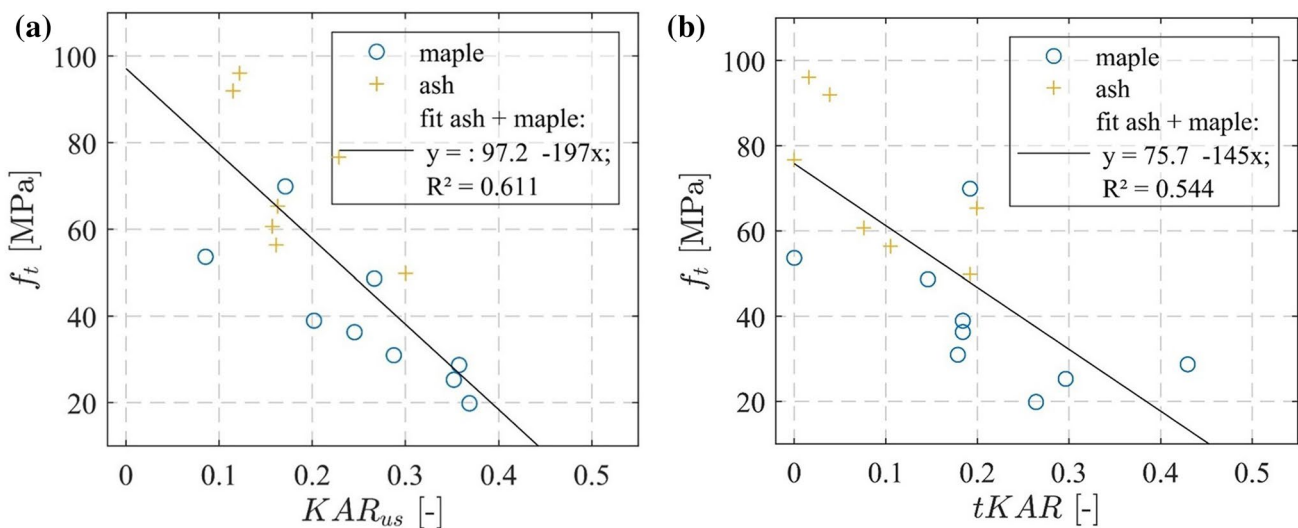 (a)
maple
ash
fit ash + maple:
y = : 97.2 -197x;
R² = 0.611
100
80
60
40
20
f_t [MPa]
0 0.1 0.2 0.3 0.4 0.5
KAR_us [-]
(b)
maple
ash
fit ash + maple:
y = 75.7 -145x;
R² = 0.544
100
80
60
40
20
f_t [MPa]
0 0.1 0.2 0.3 0.4 0.5
tKAR [-]